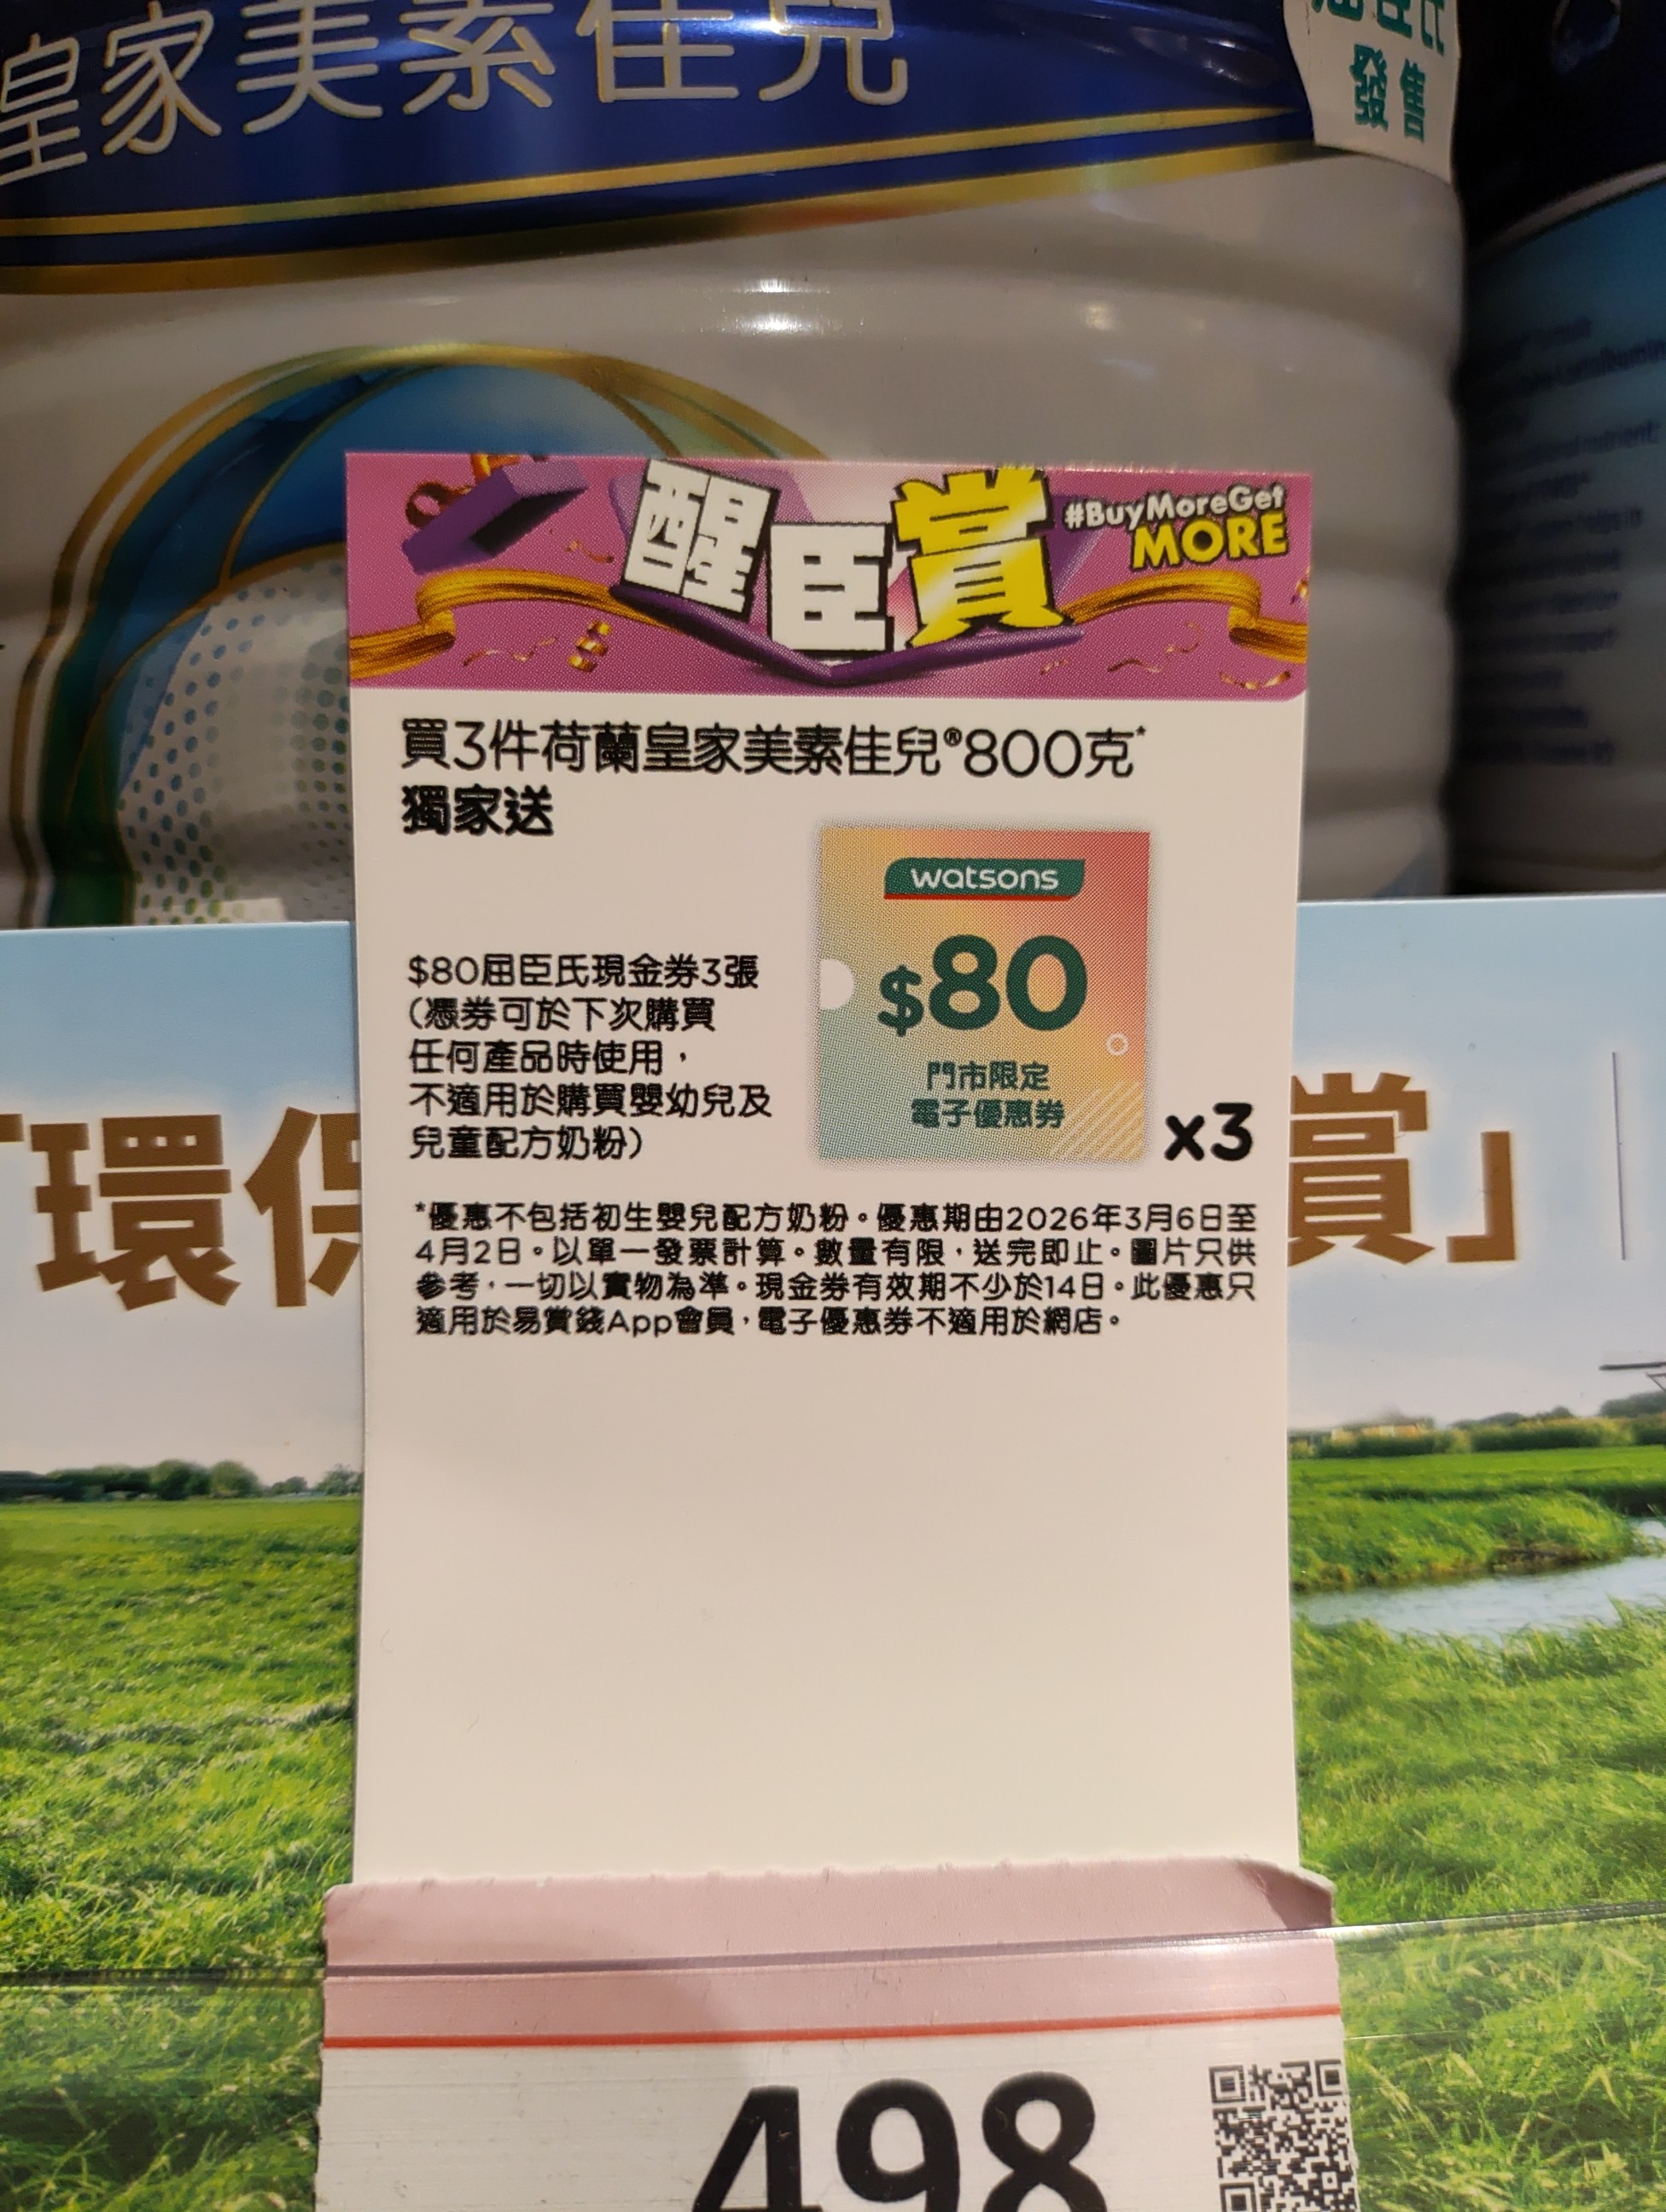 皇家美素佳兒
發售
醒臣賞
#BuyMoreGet
MORE
買3件荷蘭皇家美素佳兒®800克*
獨家送
watsons
$80
門市限定
電子優惠券
x3
$80屈臣氏現金券3張
(憑券可於下次購買
任何產品時使用，
不適用於購買嬰幼兒及
兒童配方奶粉)
*優惠不包括初生嬰兒配方奶粉。優惠期由2026年3月6日至
4月2日。以單一發票計算。數量有限，送完即止。圖片只供
參考，一切以實物為準。現金券有效期不少於14日。此優惠只
適用於易賞錢App會員，電子優惠券不適用於網店。
「環保
賞」
498